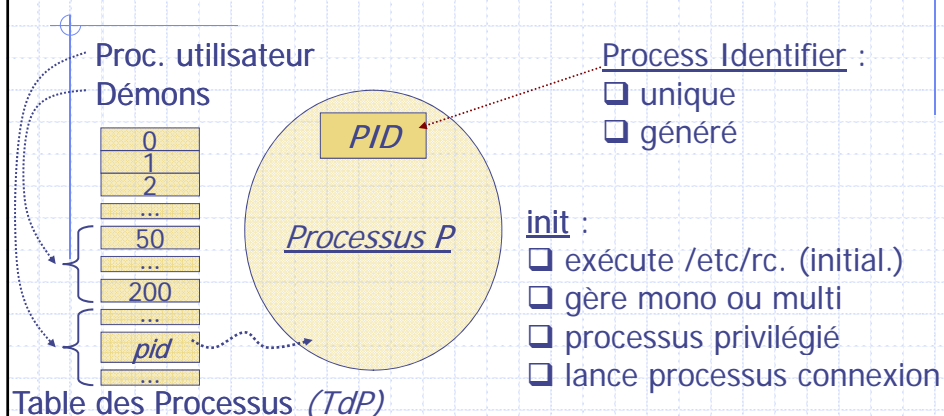 Proc. utilisateur
Démons
0
1
2
...
50
...
200
...
pid
...
Table des Processus (TdP)
PID
Processus P
Process Identifier :
❑ unique
❑ généré
init :
❑ exécute /etc/rc. (initial.)
❑ gère mono ou multi
❑ processus privilégié
❑ lance processus connexion